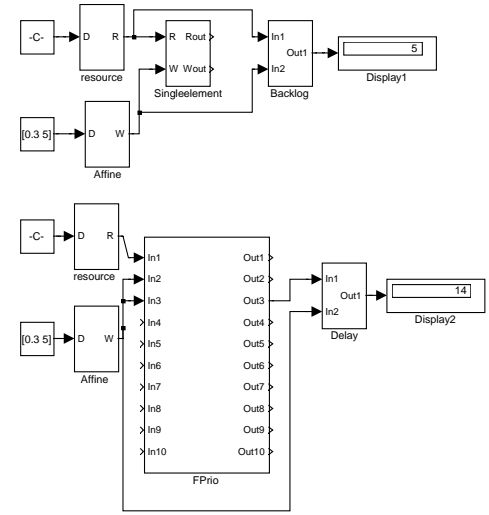 -C-
D R
resource
R Rout
W Wout
Singleelement
In1
In2
Out1
Backlog
5
Display1
[0.3 5]
D W
Affine
-C-
D R
resource
[0.3 5]
D W
Affine
In1 Out1
In2 Out2
In3 Out3
In4 Out4
In5 Out5
In6 Out6
In7 Out7
In8 Out8
In9 Out9
In10 Out10
FPrio
In1
In2
Out1
Delay
14
Display2